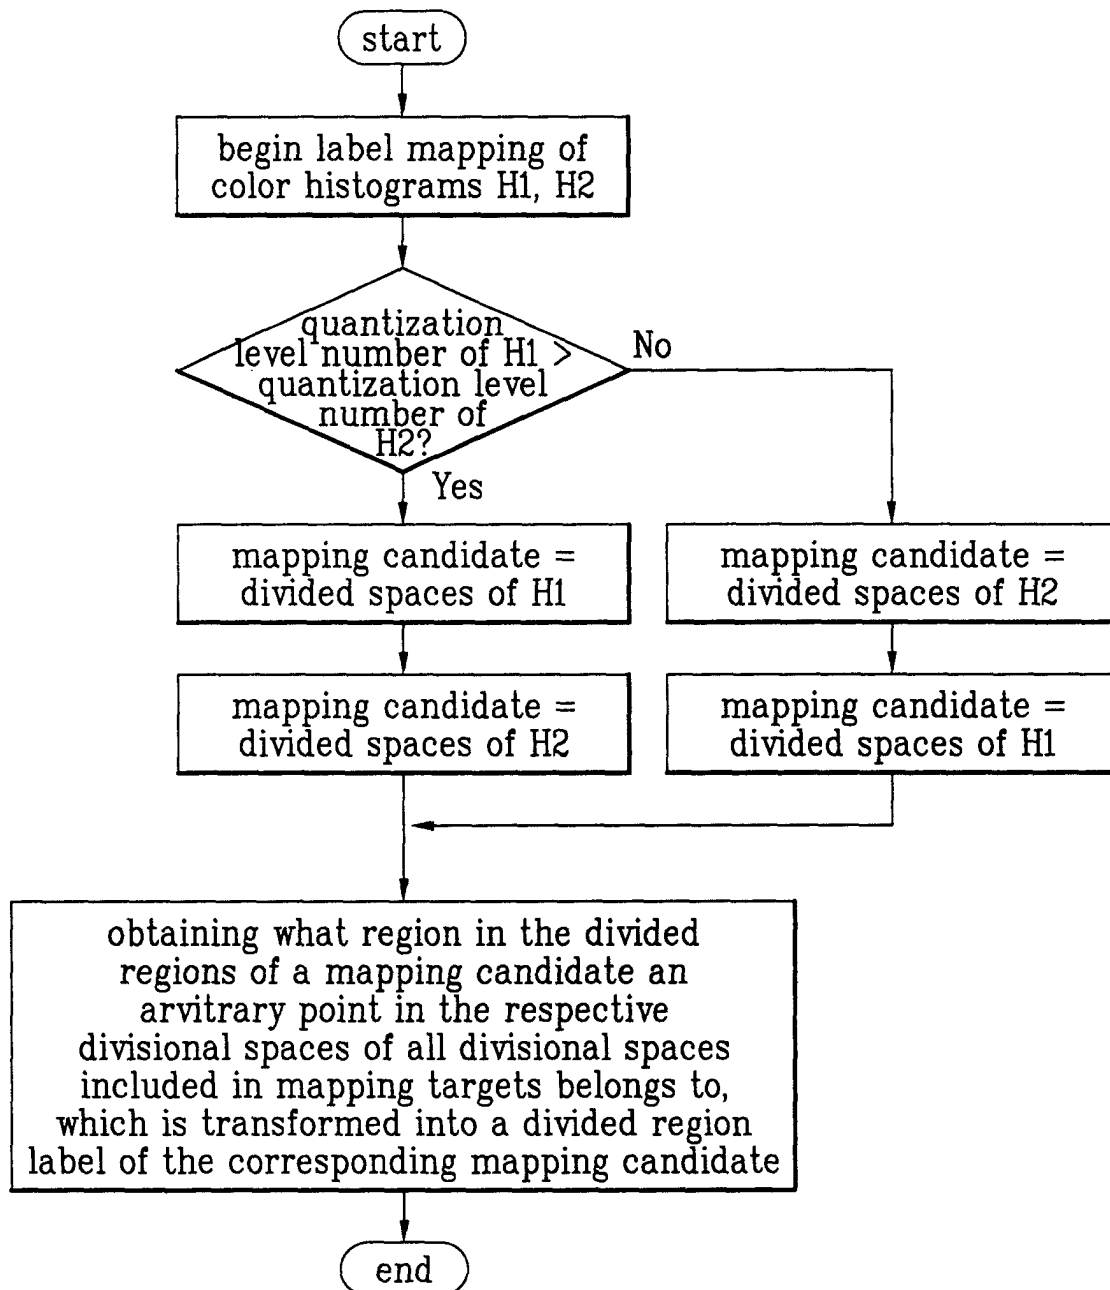 start
begin label mapping of
color histograms H1, H2
quantization
level number of H1 >
quantization level
number of
H2?
No
Yes
mapping candidate =
divided spaces of H1
mapping candidate =
divided spaces of H2
mapping candidate =
divided spaces of H2
mapping candidate =
divided spaces of H1
obtaining what region in the divided
regions of a mapping candidate an
arvitrary point in the respective
divisional spaces of all divisional spaces
included in mapping targets belongs to,
which is transformed into a divided region
label of the corresponding mapping candidate
end